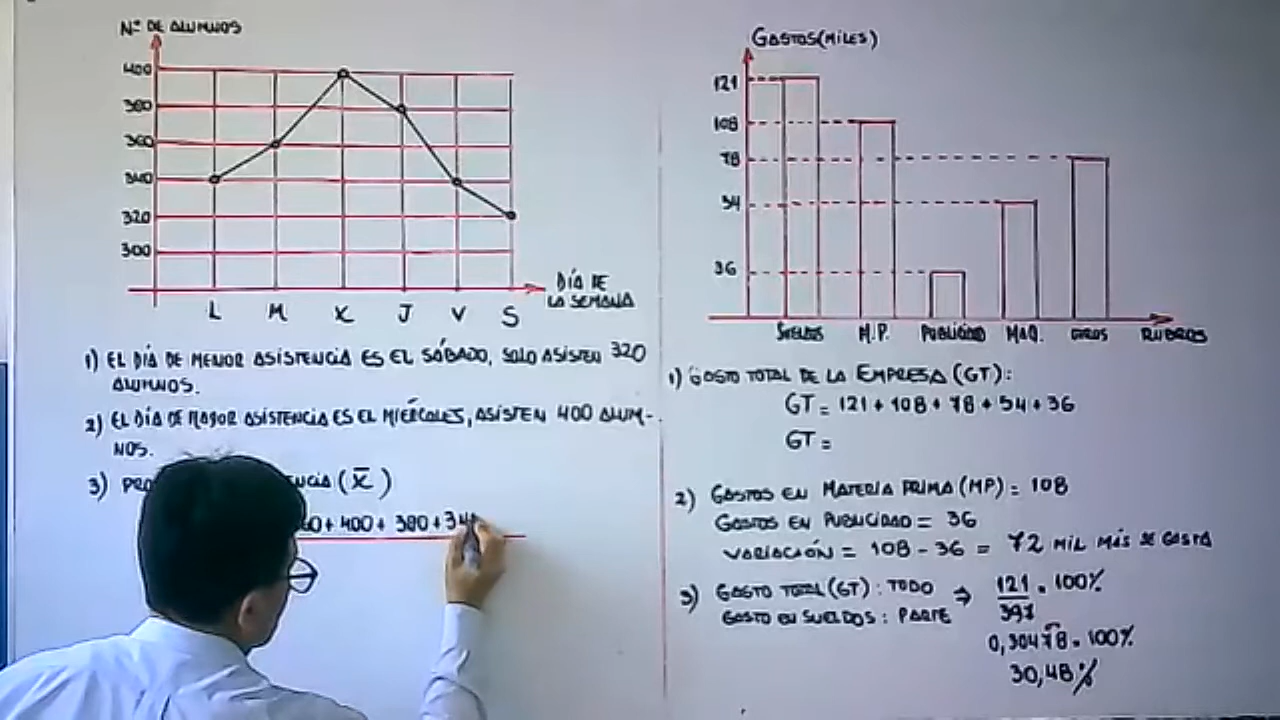 Nº DE ALUMNOS
400
380
360
340
320
300
L M X J V S
DÍA DE
LA SEMANA
1) EL DÍA DE MENOR ASISTENCIA ES EL SÁBADO, SOLO ASISTEN 320
ALUMNOS.
2) EL DÍA DE MAYOR ASISTENCIA ES EL MIÉRCOLES, ASISTEN 400 ALUM-
NOS.
3) (X̄)
60+400+380+34
GASTOS(MILES)
121
108
78
54
36
SUELDOS M.P. PUBLICIDAD MAQ. OTROS RUBROS
1) GASTO TOTAL DE LA EMPRESA (GT):
GT = 121+108+78+54+36
GT =
2) GASTOS EN MATERIA PRIMA (MP) = 108
GASTOS EN PUBLICIDAD = 36
VARIACIÓN = 108 - 36 = 72 MIL MÁS SE GASTA
3) GASTO TOTAL (GT) : TODO ⇒ 121 . 100%
GASTO EN SUELDOS : PARTE 397
0,30478 . 100%
30,48%